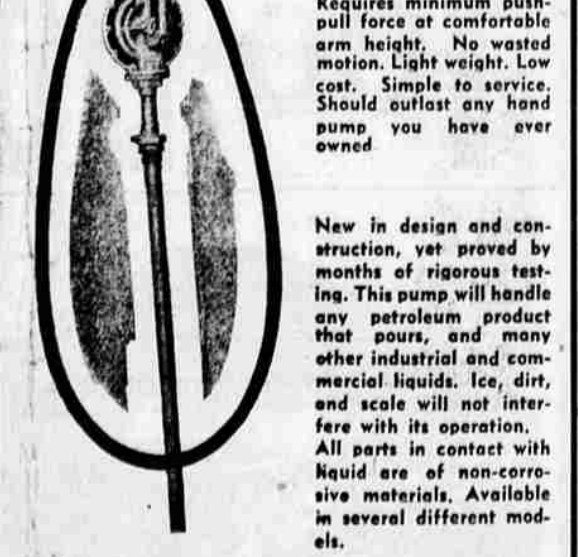 Requires minimum push-
pull force at comfortable
arm height. No wasted
motion. Light weight. Low
cost. Simple to service.
Should outlast any hand
pump you have ever
owned
New in design and con-
struction, yet proved by
months of rigorous test-
ing. This pump will handle
any petroleum product
that pours, and many
other industrial and com-
mercial liquids. Ice, dirt,
and scale will not inter-
fere with its operation.
All parts in contact with
liquid are of non-corro-
sive materials. Available
in several different mod-
els.